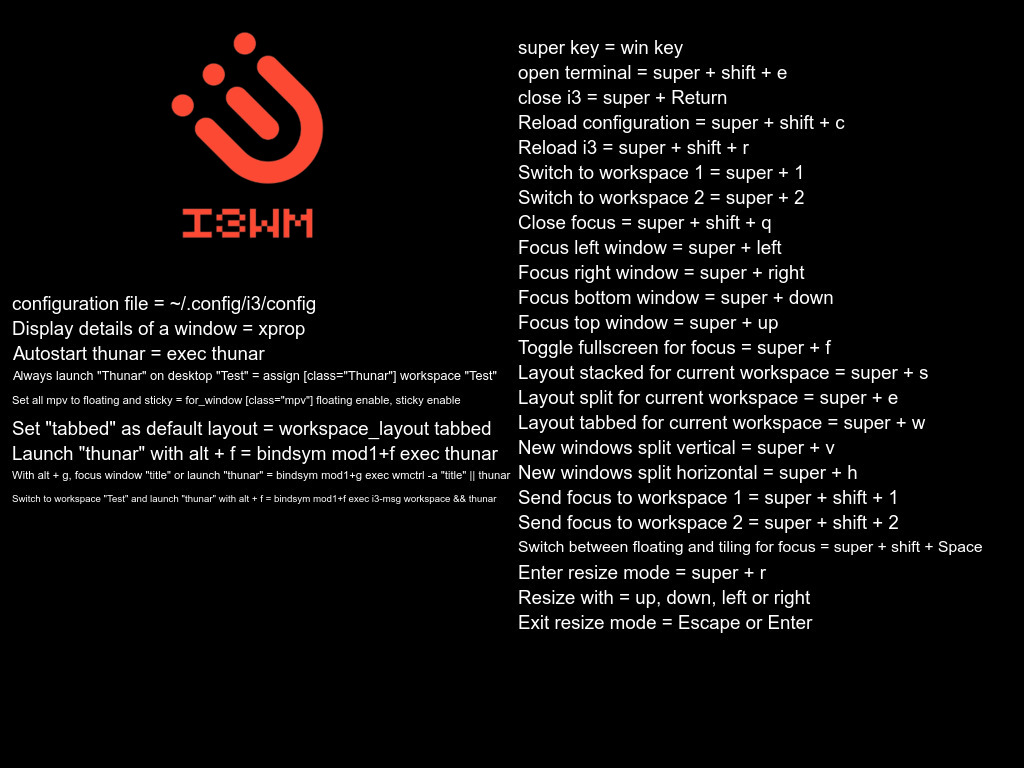 I3WM
configuration file = ~/.config/i3/config
Display details of a window = xprop
Autostart thunar = exec thunar
Always launch "Thunar" on desktop "Test" = assign [class="Thunar"] workspace "Test"
Set all mpv to floating and sticky = for_window [class="mpv"] floating enable, sticky enable
Set "tabbed" as default layout = workspace_layout tabbed
Launch "thunar" with alt + f = bindsym mod1+f exec thunar
With alt + g, focus window "title" or launch "thunar" = bindsym mod1+g exec wmctrl -a "title" || thunar
Switch to workspace "Test" and launch "thunar" with alt + f = bindsym mod1+f exec i3-msg workspace && thunar
super key = win key
open terminal = super + shift + e
close i3 = super + Return
Reload configuration = super + shift + c
Reload i3 = super + shift + r
Switch to workspace 1 = super + 1
Switch to workspace 2 = super + 2
Close focus = super + shift + q
Focus left window = super + left
Focus right window = super + right
Focus bottom window = super + down
Focus top window = super + up
Toggle fullscreen for focus = super + f
Layout stacked for current workspace = super + s
Layout split for current workspace = super + e
Layout tabbed for current workspace = super + w
New windows split vertical = super + v
New windows split horizontal = super + h
Send focus to workspace 1 = super + shift + 1
Send focus to workspace 2 = super + shift + 2
Switch between floating and tiling for focus = super + shift + Space
Enter resize mode = super + r
Resize with = up, down, left or right
Exit resize mode = Escape or Enter